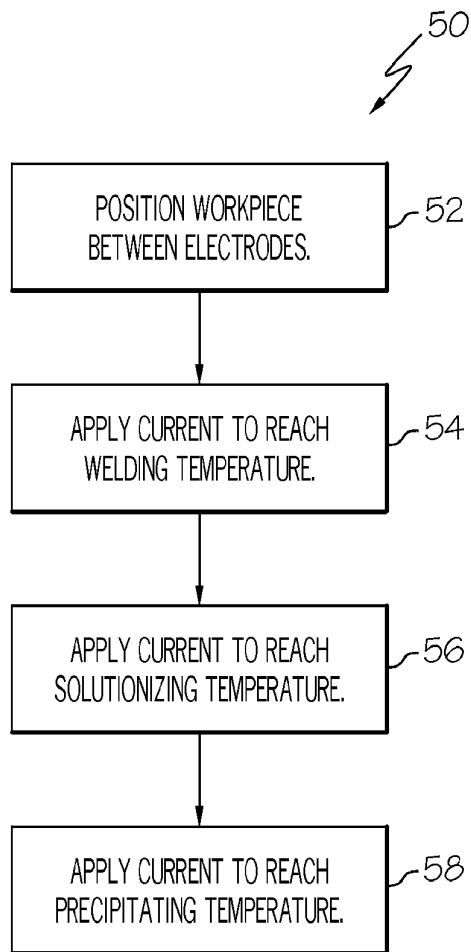 50
POSITION WORKPIECE
BETWEEN ELECTRODES.
52
APPLY CURRENT TO REACH
WELDING TEMPERATURE.
54
APPLY CURRENT TO REACH
SOLUTIONIZING TEMPERATURE.
56
APPLY CURRENT TO REACH
PRECIPITATING TEMPERATURE.
58